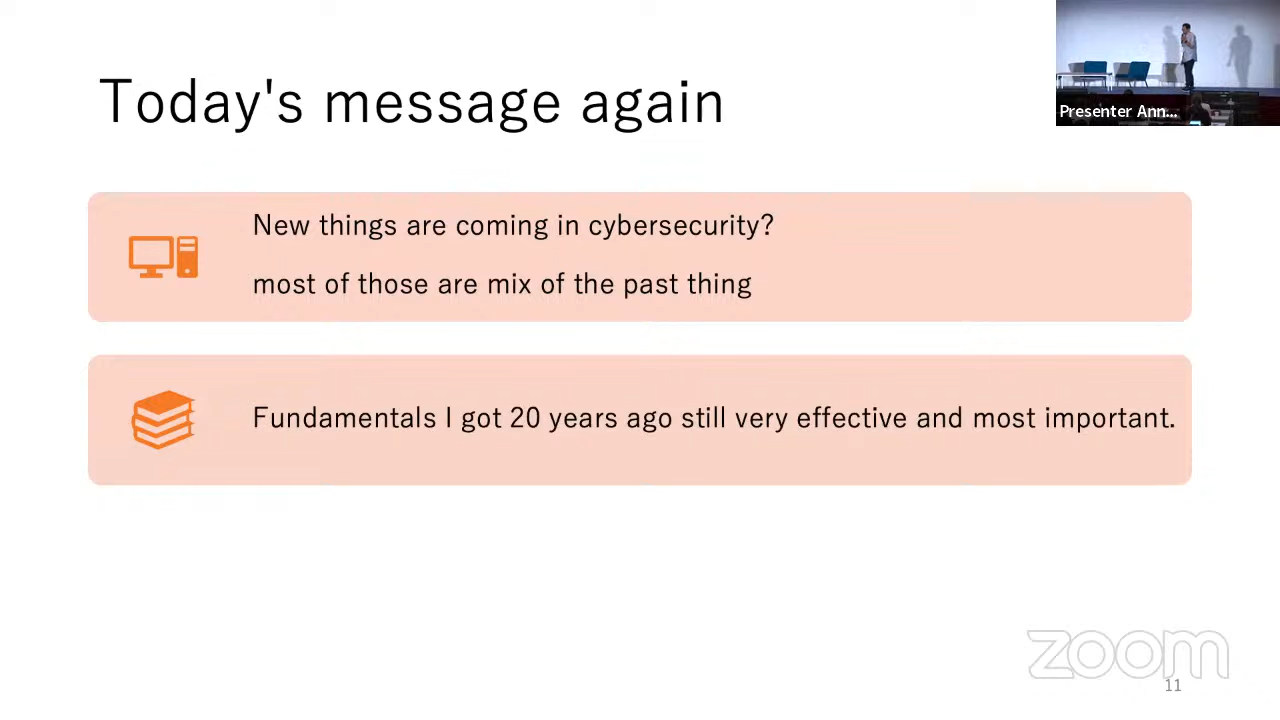 Today's message again
Presenter Ann...
New things are coming in cybersecurity?
most of those are mix of the past thing
Fundamentals I got 20 years ago still very effective and most important.
zoom
11